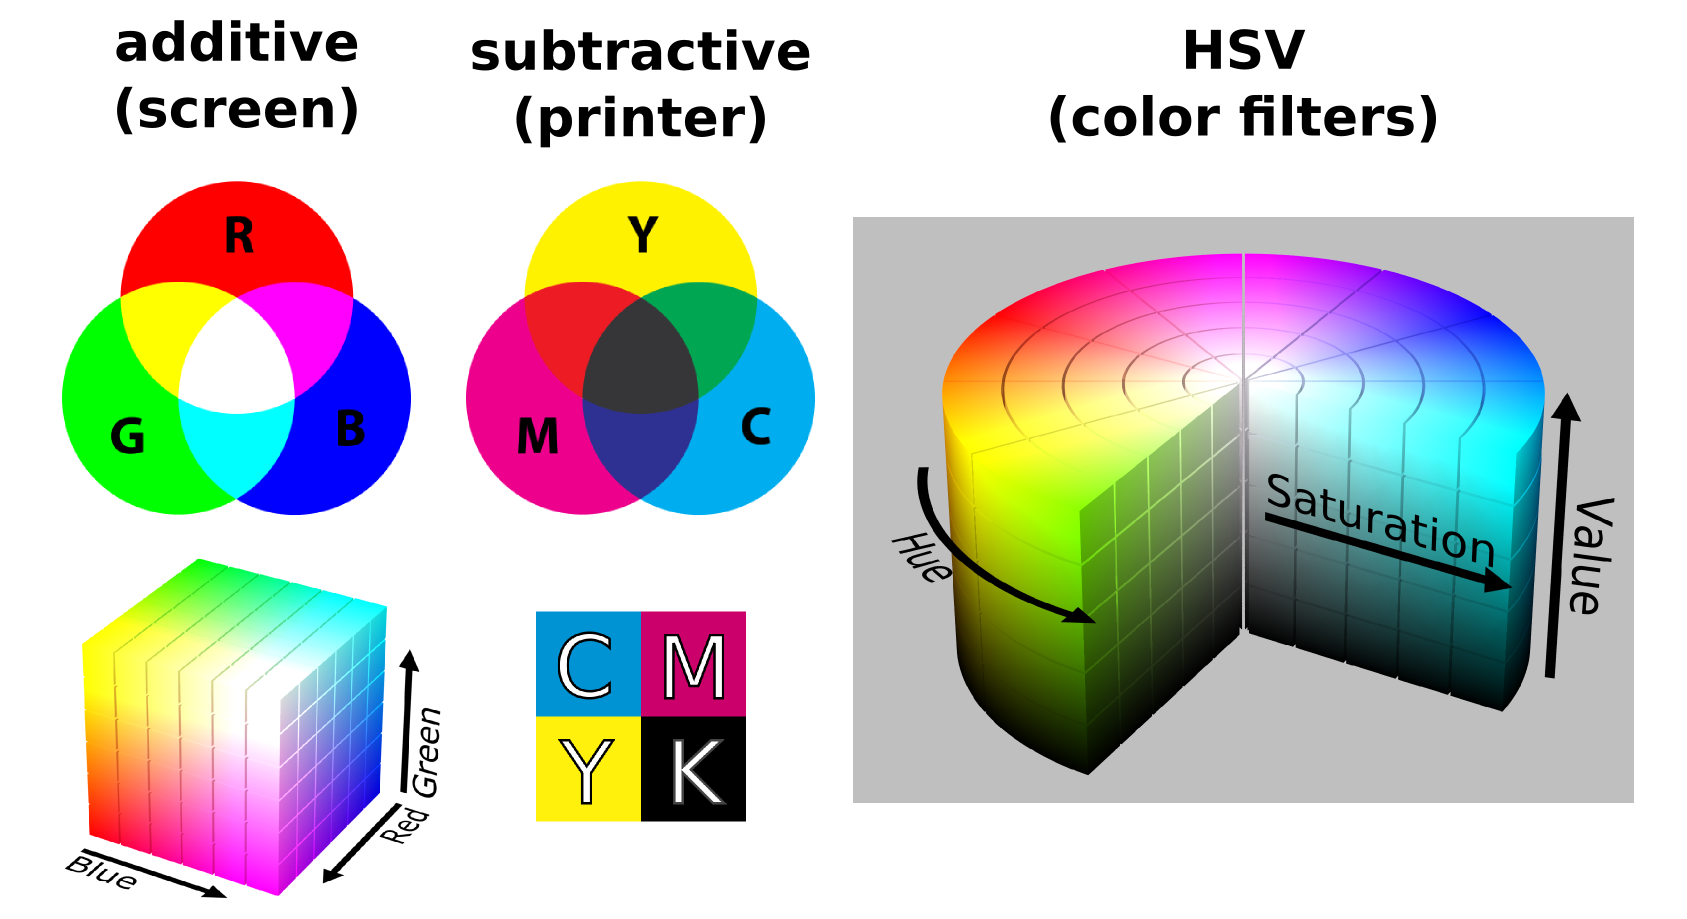 additive
(screen)
subtractive
(printer)
HSV
(color filters)
R
G
B
Y
M
C
Hue
Saturation
Value
Blue
Red
Green
C
M
Y
K